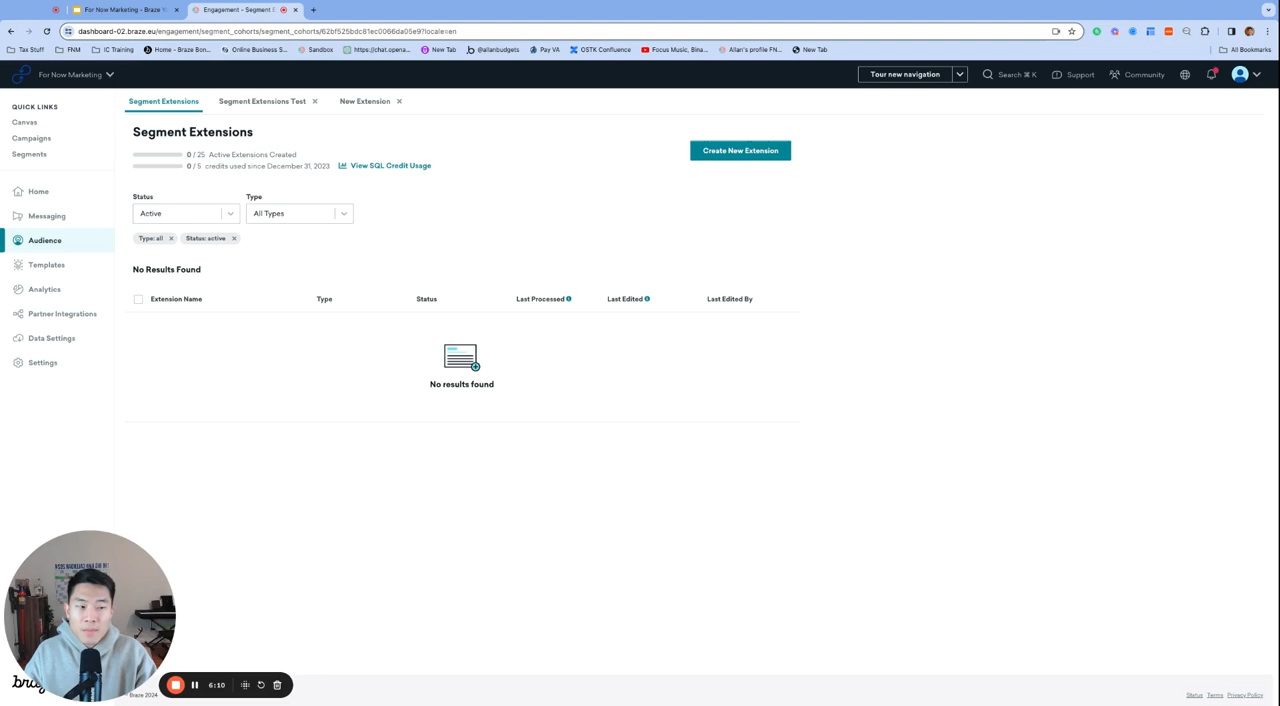 For Now Marketing - Braze N
Engagement - Segment E
dashboard-02.braze.eu/engagement/segment_cohorts/segment_cohorts/62bf525bdc81ec0066da05e9?locale=en
Tax Stuff
FNM
IC Training
Home - Braze Bon...
Online Business S...
Sandbox
https://chat.opena...
New Tab
@allanbudgets
Pay VA
OSTK Confluence
Focus Music, Bina...
Allan's profile FN...
New Tab
All Bookmarks
For Now Marketing
Tour new navigation
Search ⌘ K
Support
Community
QUICK LINKS
Canvas
Campaigns
Segments
Home
Messaging
Audience
Templates
Analytics
Partner Integrations
Data Settings
Settings
Segment Extensions
Segment Extensions Test
New Extension
Segment Extensions
0 / 25 Active Extensions Created
0 / 5 credits used since December 31, 2023
View SQL Credit Usage
Create New Extension
Status
Type
Active
All Types
Type: all
Status: active
No Results Found
Extension Name
Type
Status
Last Processed
Last Edited
Last Edited By
No results found
6:10
Braze 2024
Status
Terms
Privacy Policy